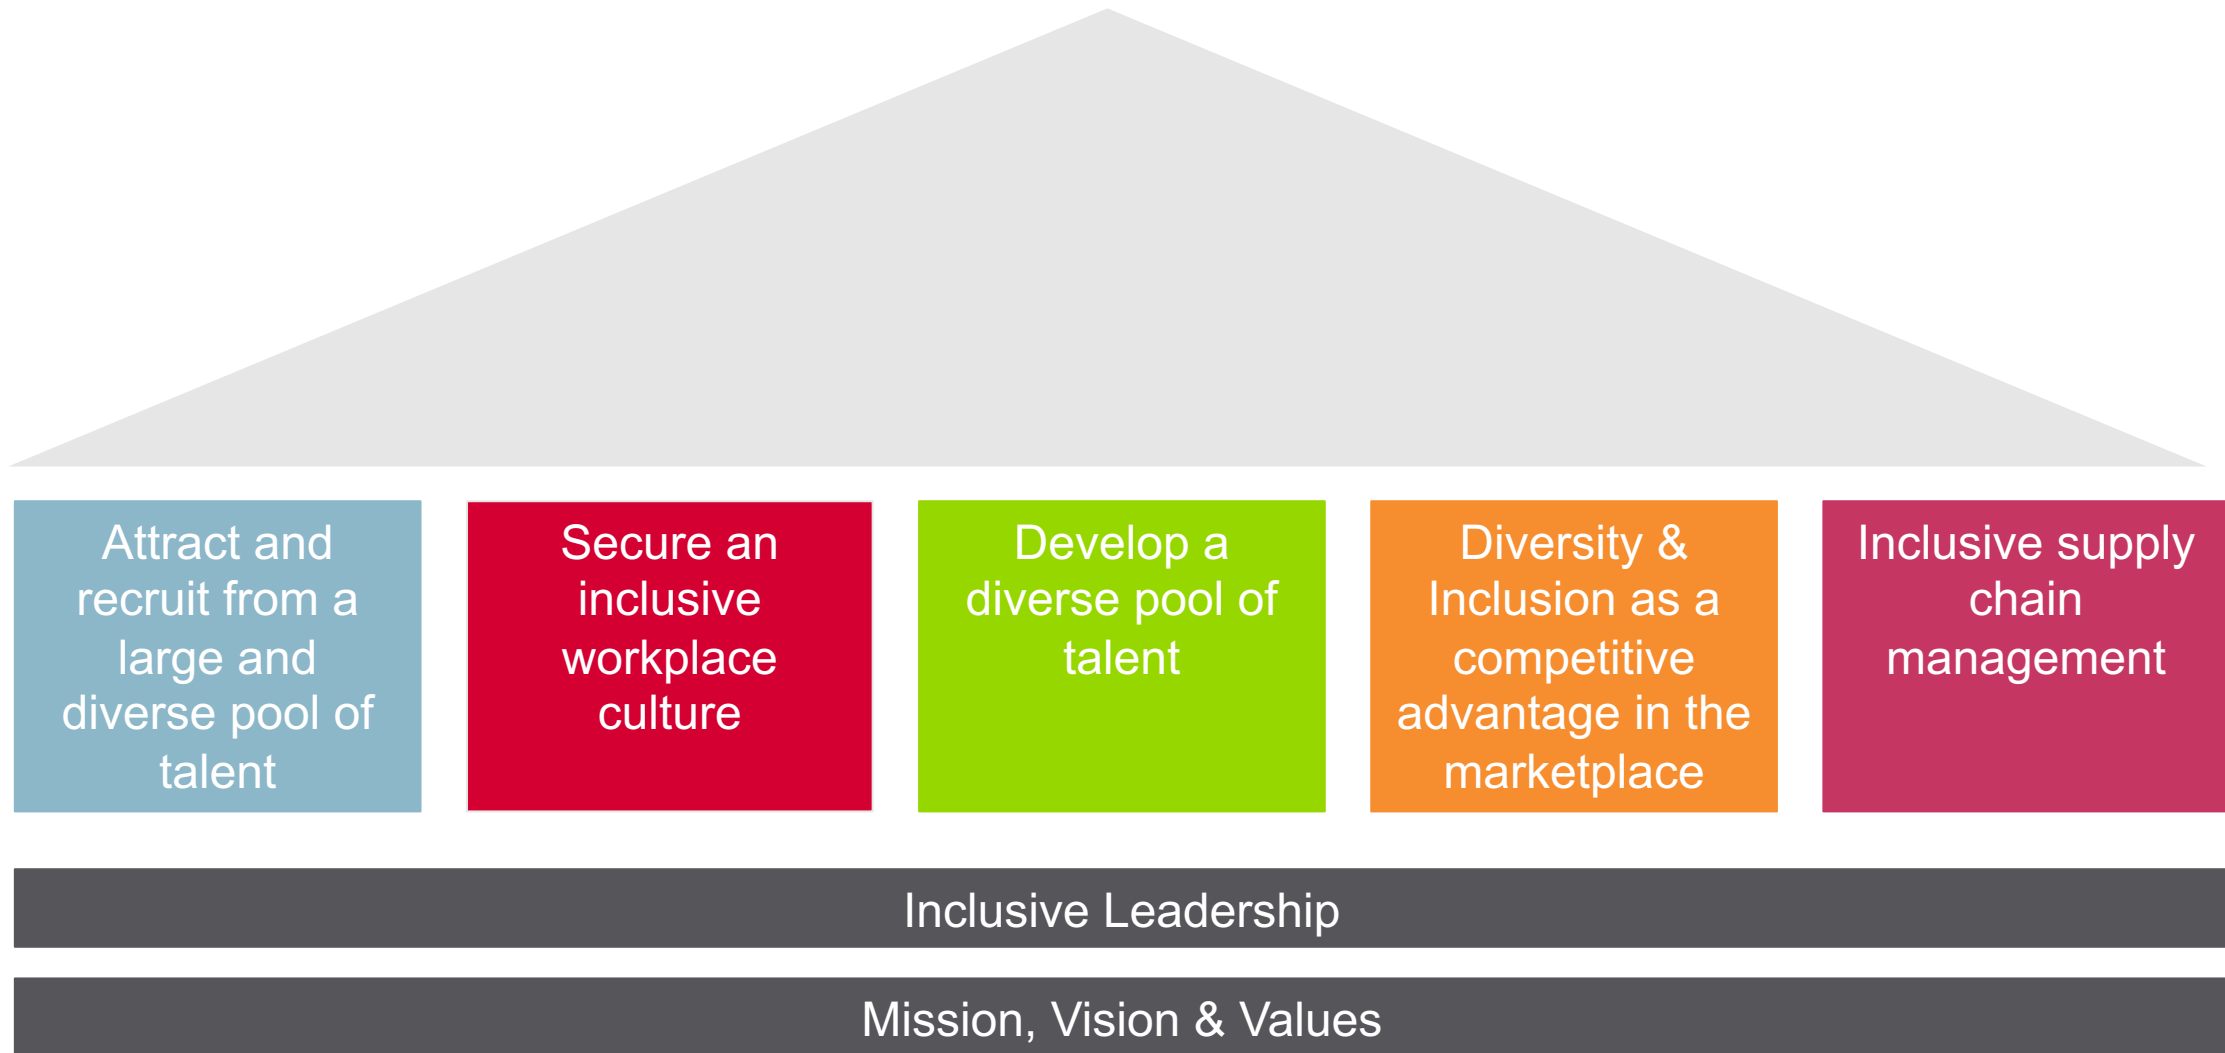 Attract and
recruit from a
large and
diverse pool of
talent
Secure an
inclusive
workplace
culture
Develop a
diverse pool of
talent
Diversity &
Inclusion as a
competitive
advantage in the
marketplace
Inclusive supply
chain
management
Inclusive Leadership
Mission, Vision & Values